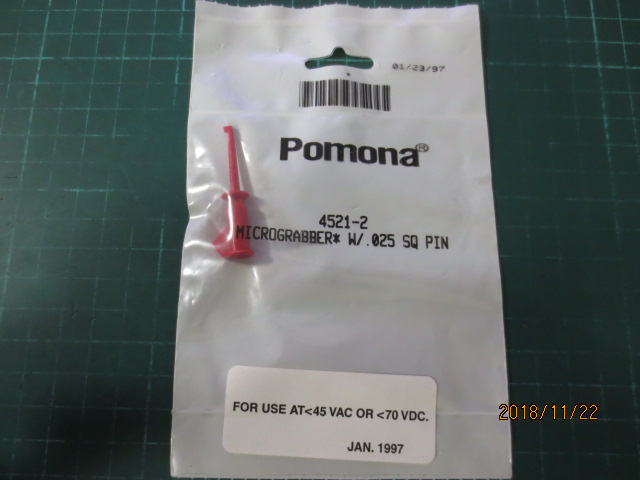 01/23/97
Pomona®
4521-2
MICROGRABBER* W/.025 SQ PIN
FOR USE AT<45 VAC OR <70 VDC.
JAN. 1997
2018/11/22